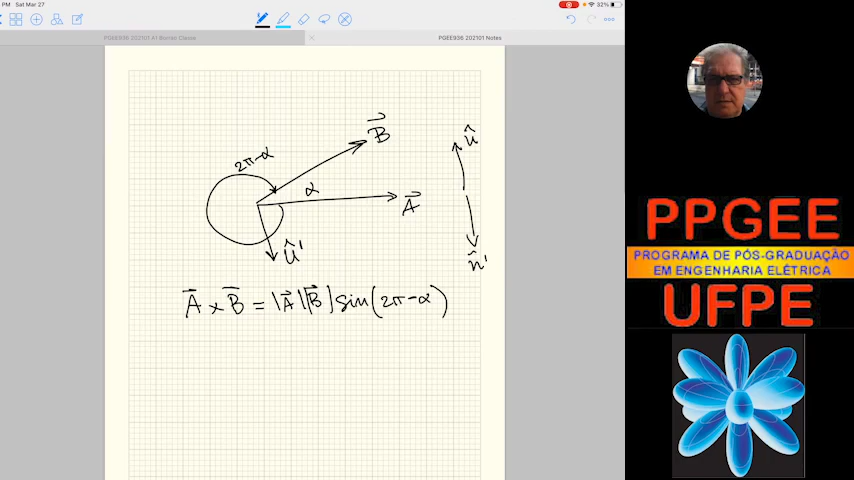 PM Sat Mar 27
32%
PGEE936 202101 A1 Borrao Classe
PGEE936 202101 Notes
B⃗
2π-α
α
A⃗
û'
û
n̂'
A⃗ × B⃗ = |A⃗||B⃗| sin(2π-α)
PPGEE
PROGRAMA DE PÓS-GRADUAÇÃO
EM ENGENHARIA ELÉTRICA
UFPE